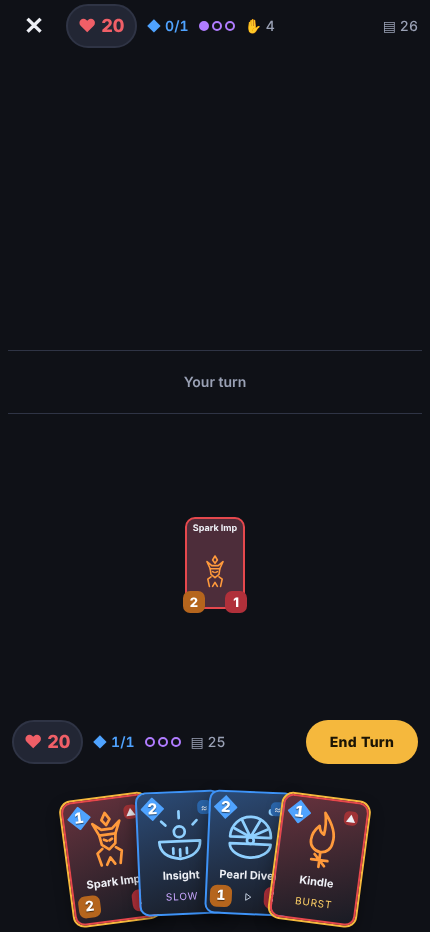 ✕ ♥ 20 ◆ 0/1 ✋ 4 ▤ 26
Your turn
Spark Imp
2 1
♥ 20 ◆ 1/1 ▤ 25 End Turn
1 2 2 1
Spark Imp Insight Pearl Kindle
2 SLOW 1 BURST